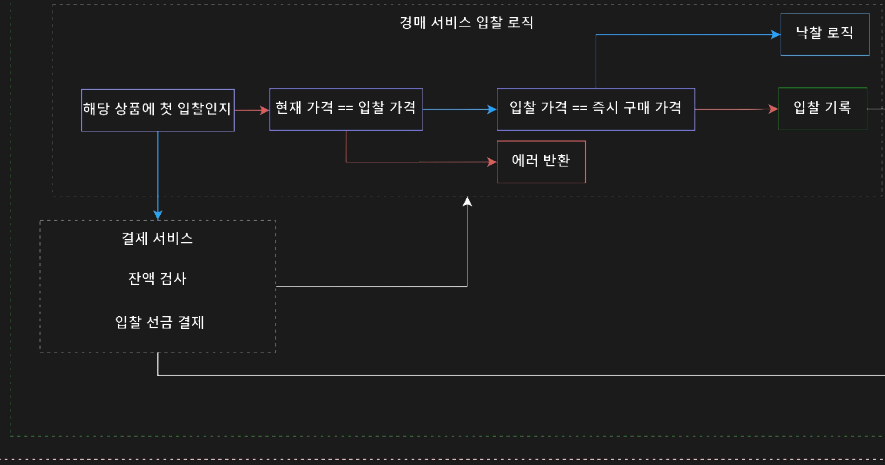 경매 서비스 입찰 로직
낙찰 로직
해당 상품에 첫 입찰인지
현재 가격 == 입찰 가격
입찰 가격 == 즉시 구매 가격
입찰 기록
에러 반환
결제 서비스
잔액 검사
입찰 선금 결제